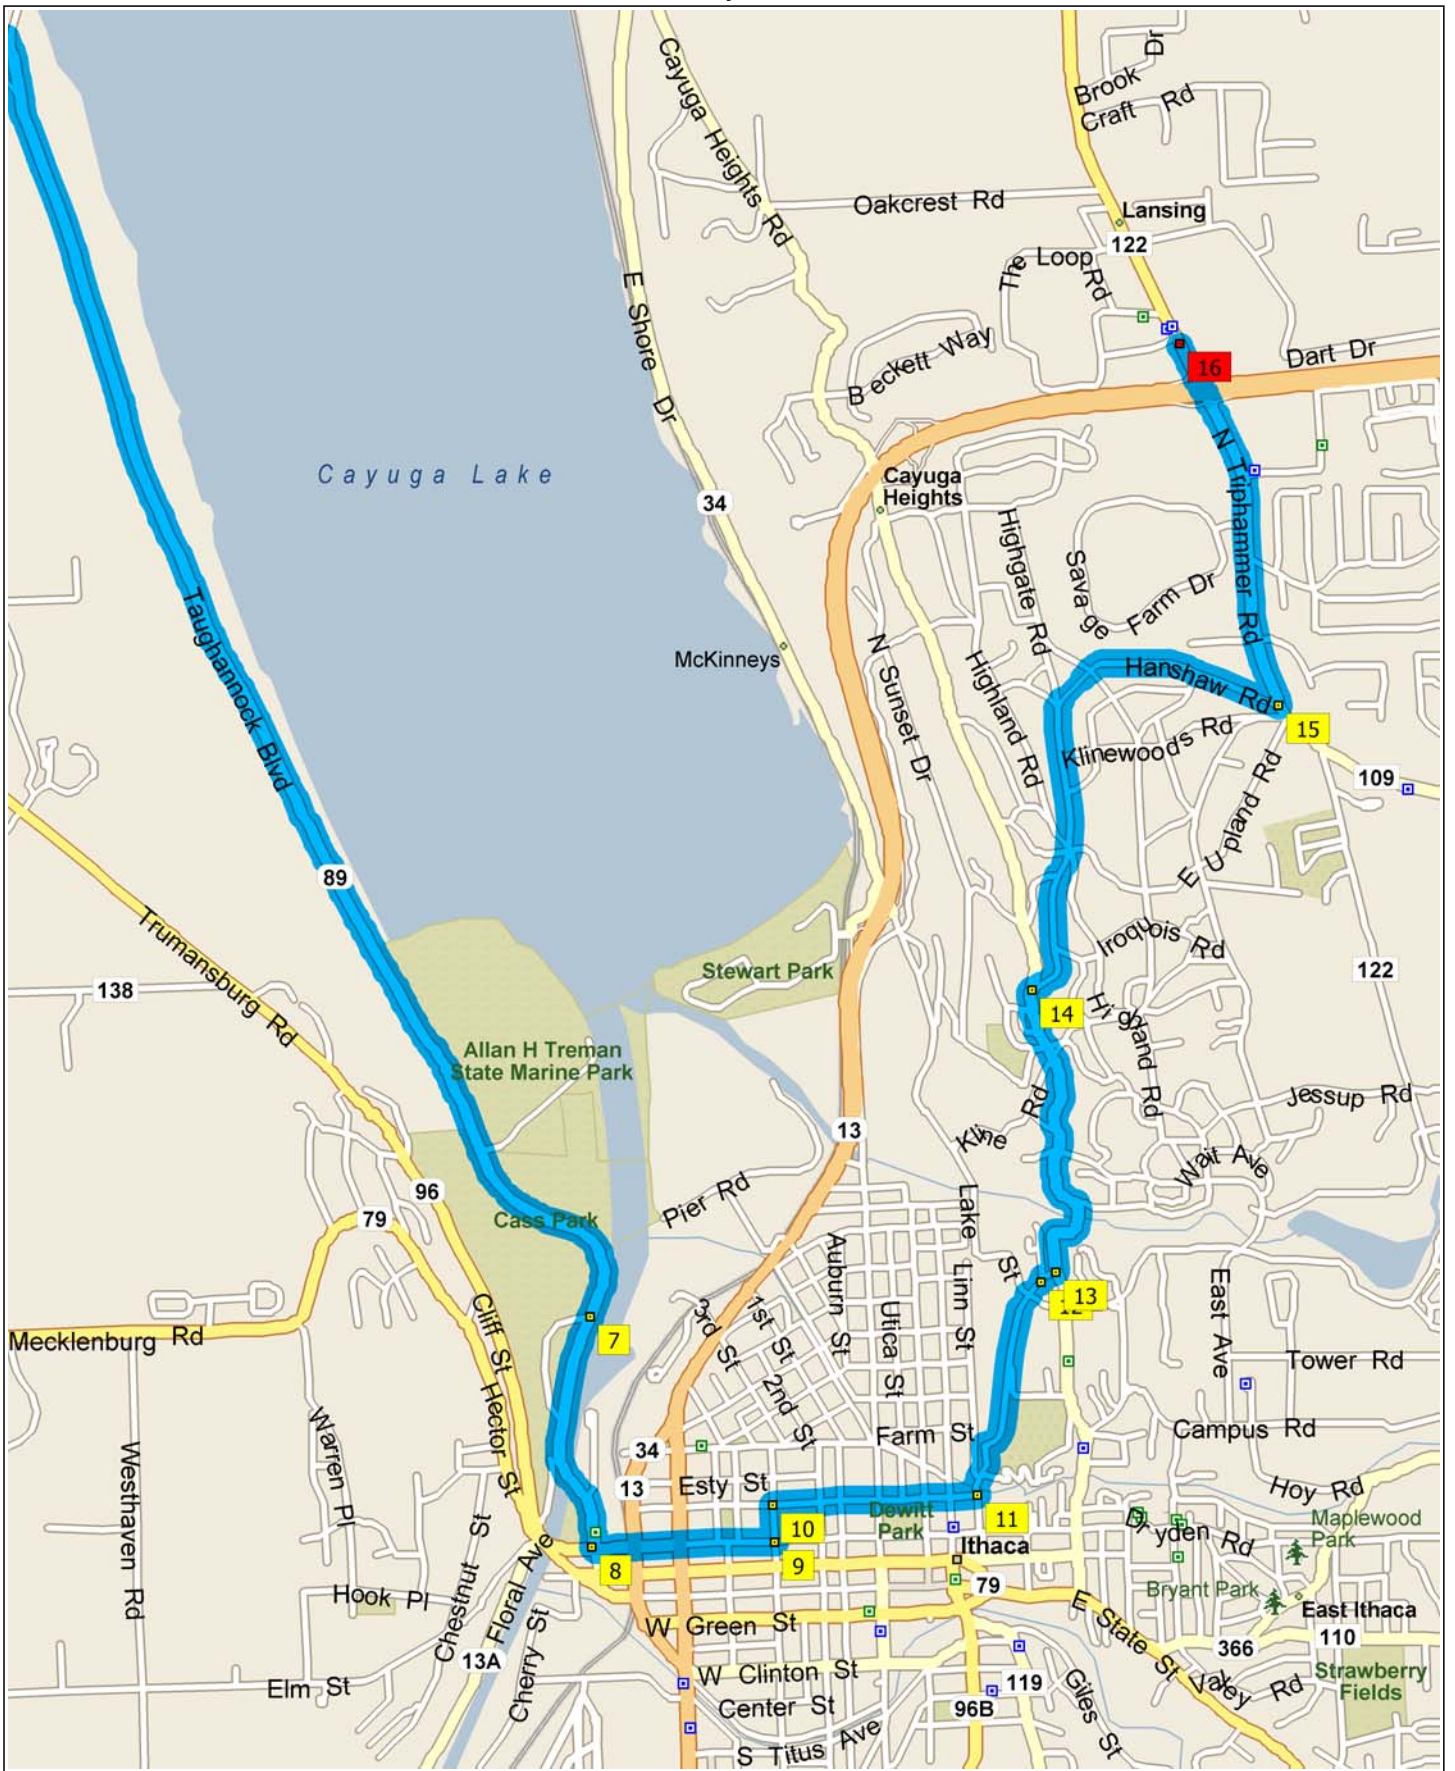 Brook Dr
Craft Rd
Cayuga Heights Rd
Oakcrest Rd
Lansing
122
The Loop Rd
E Shore Dr
Beckett Way
16
Dart Dr
N Triphammer Rd
Cayuga Lake
34
Cayuga
Heights
Highgate Rd
Savage Farm Dr
Taughannock Blvd
McKinneys
N Sunset Dr
Highland Rd
Hanshaw Rd
15
Klinewoods Rd
109
E Upland Rd
89
Trumansburg Rd
138
Stewart Park
Iroquois Rd
122
14
Highland Rd
Allan H Treman
State Marine Park
Kline Rd
Jessup Rd
13
Wait Ave
96
79
Cass Park
Pier Rd
Lake St
Auburn St
Linn St
Utica St
13
12
East Ave
3rd St
1st St
2nd St
7
Mecklenburg Rd
Cliff St
Hector St
Tower Rd
Warren Pl
Westhaven Rd
Farm St
Campus Rd
34
13
Esty St
Hoy Rd
Dewitt
Park
11
10
Dryden Rd
Maplewood
Park
Ithaca
9
8
79
Chestnut St
Floral Ave
Hook Pl
Bryant Park
East Ithaca
Cherry St
W Green St
E State St
366
110
13A
Elm St
W Clinton St
119
Giles St
Valley Rd
Strawberry
Fields
Center St
96B
S Titus Ave